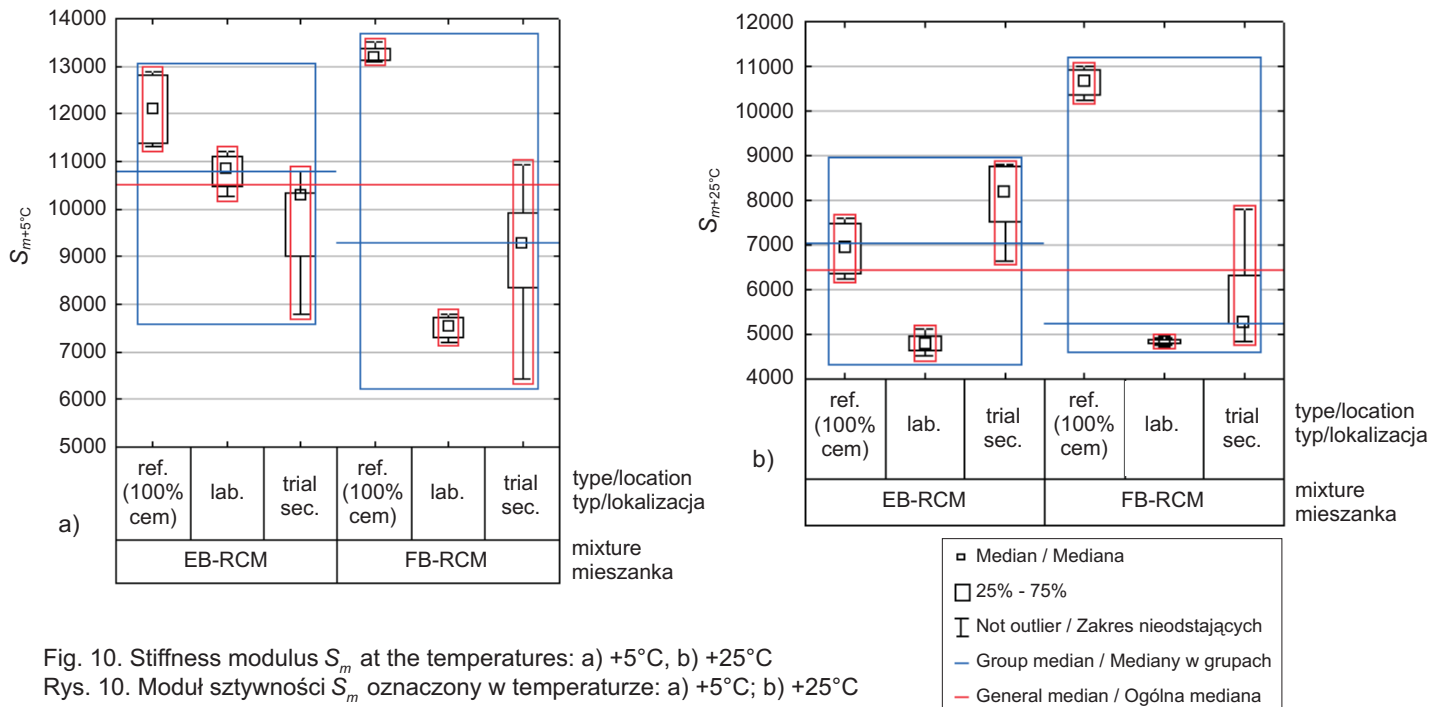 14000
13000
12000
11000
10000
9000
8000
7000
6000
5000
Sm+5°C
ref. (100% cem)
lab.
trial sec.
ref. (100% cem)
lab.
trial sec.
type/location
typ/lokalizacja
a)
EB-RCM
FB-RCM
mixture
mieszanka
12000
11000
10000
9000
8000
7000
6000
5000
4000
Sm+25°C
ref. (100% cem)
lab.
trial sec.
ref. (100% cem)
lab.
trial sec.
type/location
typ/lokalizacja
b)
EB-RCM
FB-RCM
mixture
mieszanka
Median / Mediana
25% - 75%
Not outlier / Zakres nieodstających
Group median / Mediany w grupach
General median / Ogólna mediana
Fig. 10. Stiffness modulus Sm at the temperatures: a) +5°C, b) +25°C
Rys. 10. Moduł sztywności Sm oznaczony w temperaturze: a) +5°C; b) +25°C